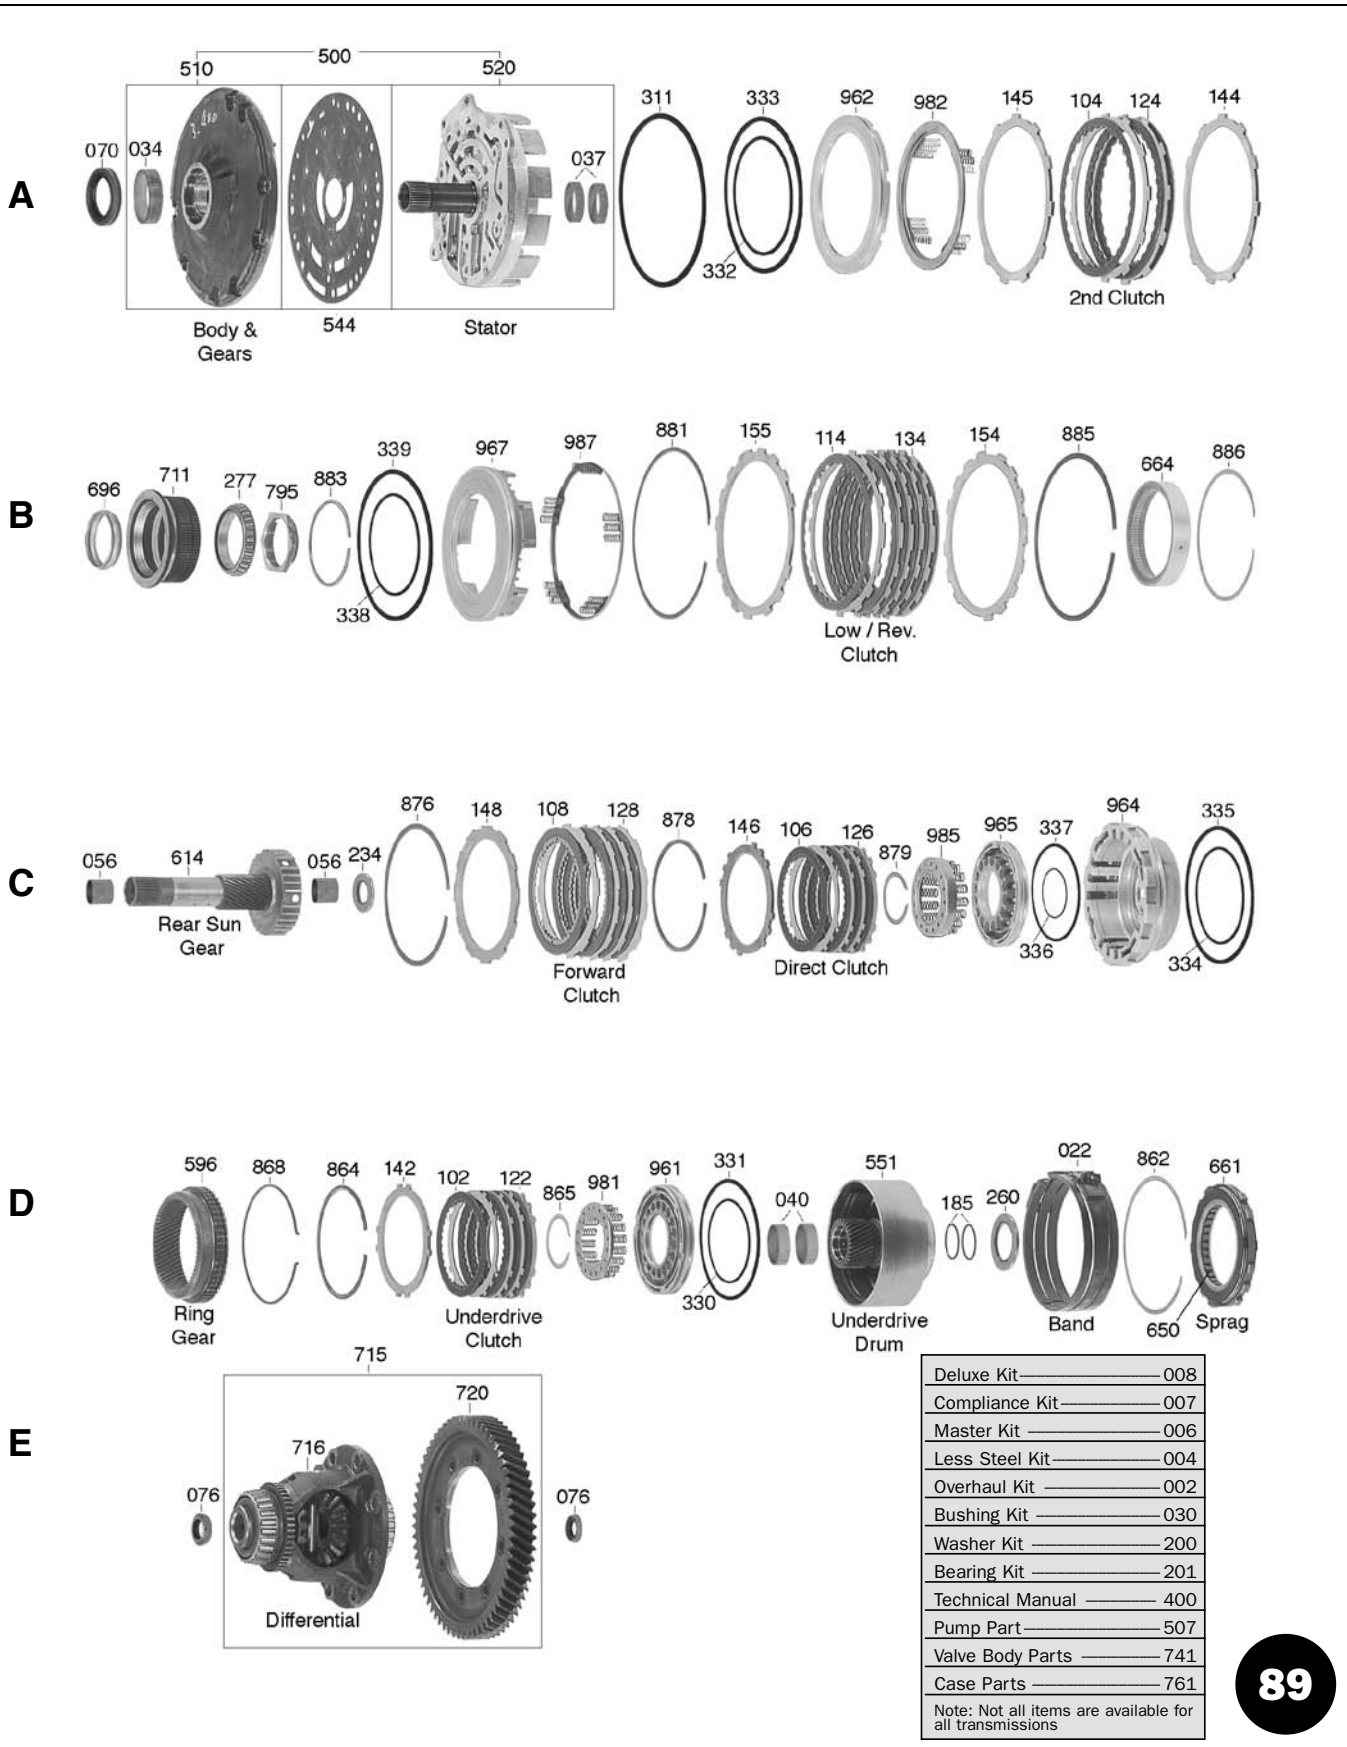 500
510
520
311
333
962
982
145
104
124
144
070
034
037
A
332
2nd Clutch
544
Body &
Gears
Stator
696
711
277
795
883
339
967
987
881
155
114
134
154
885
664
886
B
338
Low / Rev.
Clutch
056
614
056
234
876
148
108
128
878
146
106
126
879
985
965
337
964
335
C
336
334
Rear Sun
Gear
Forward
Clutch
Direct Clutch
596
868
864
142
102
122
865
981
961
331
040
551
185
260
022
862
661
D
330
650
Ring
Gear
Underdrive
Clutch
Underdrive
Drum
Band
Sprag
715
720
716
076
076
E
Differential
Deluxe Kit 008
Compliance Kit 007
Master Kit 006
Less Steel Kit 004
Overhaul Kit 002
Bushing Kit 030
Washer Kit 200
Bearing Kit 201
Technical Manual 400
Pump Part 507
Valve Body Parts 741
Case Parts 761
Note: Not all items are available for
all transmissions
89